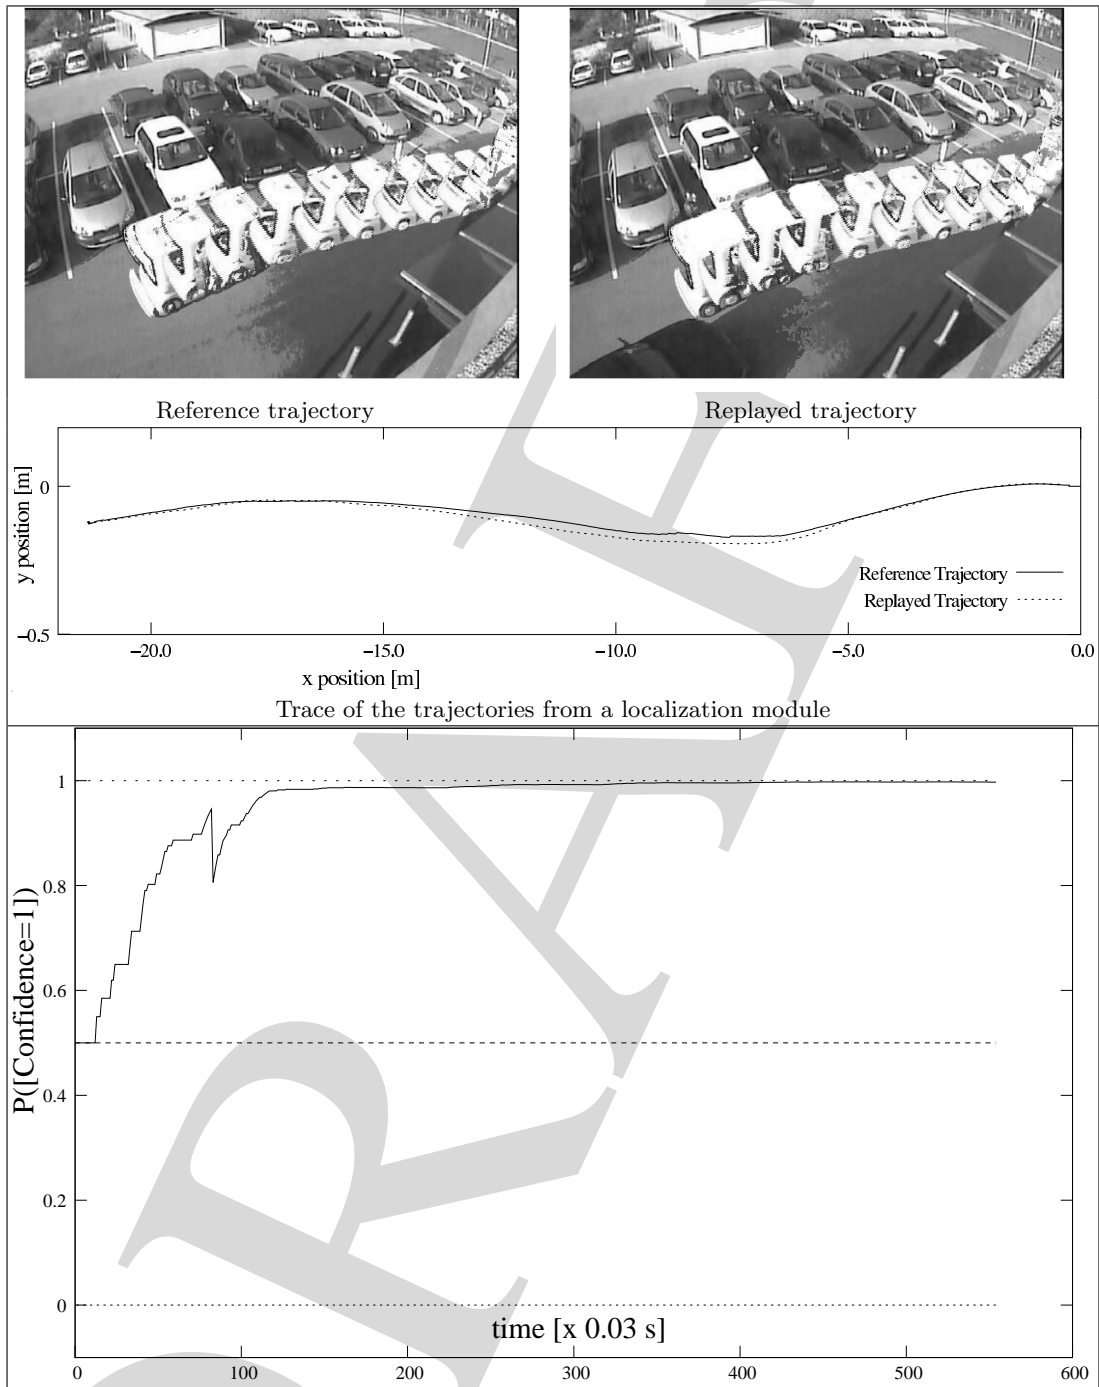 Reference trajectory
Replayed trajectory
y position [m]
0
−0.5
−20.0
−15.0
−10.0
−5.0
0.0
Reference Trajectory
Replayed Trajectory
x position [m]
Trace of the trajectories from a localization module
P([Confidence=1])
1
0.8
0.6
0.4
0.2
0
time [x 0.03 s]
0
100
200
300
400
500
600